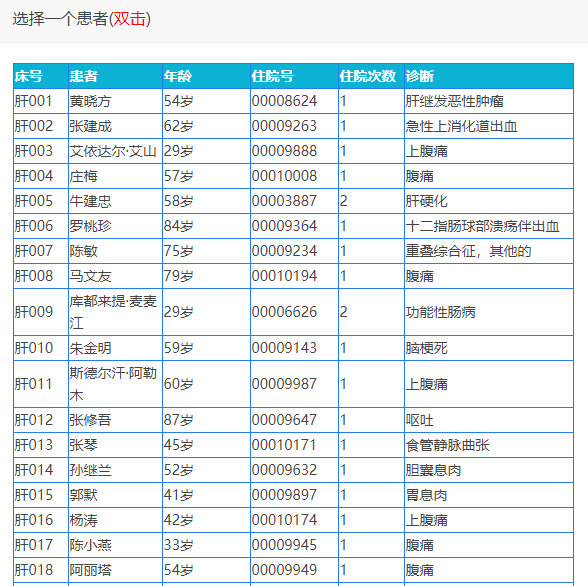 选择一个患者(双击)
床号 患者 年龄 住院号 住院次数 诊断
肝001 黄晓方 54岁 00008624 1 肝继发恶性肿瘤
肝002 张建成 62岁 00009263 1 急性上消化道出血
肝003 艾依达尔·艾山 29岁 00009888 1 上腹痛
肝004 庄梅 57岁 00010008 1 腹痛
肝005 牛建忠 58岁 00003887 2 肝硬化
肝006 罗桃珍 84岁 00009364 1 十二指肠球部溃疡伴出血
肝007 陈敏 75岁 00009234 1 重叠综合征，其他的
肝008 马文友 79岁 00010194 1 腹痛
肝009 库都来提·麦麦
江 29岁 00006626 2 功能性肠病
肝010 朱金明 59岁 00009143 1 脑梗死
肝011 斯德尔汗·阿勒
木 60岁 00009987 1 上腹痛
肝012 张修吾 87岁 00009647 1 呕吐
肝013 张琴 45岁 00010171 1 食管静脉曲张
肝014 孙继兰 52岁 00009632 1 胆囊息肉
肝015 郭默 41岁 00009897 1 胃息肉
肝016 杨涛 42岁 00010174 1 上腹痛
肝017 陈小燕 33岁 00009945 1 腹痛
肝018 阿丽塔 54岁 00009949 1 腹痛